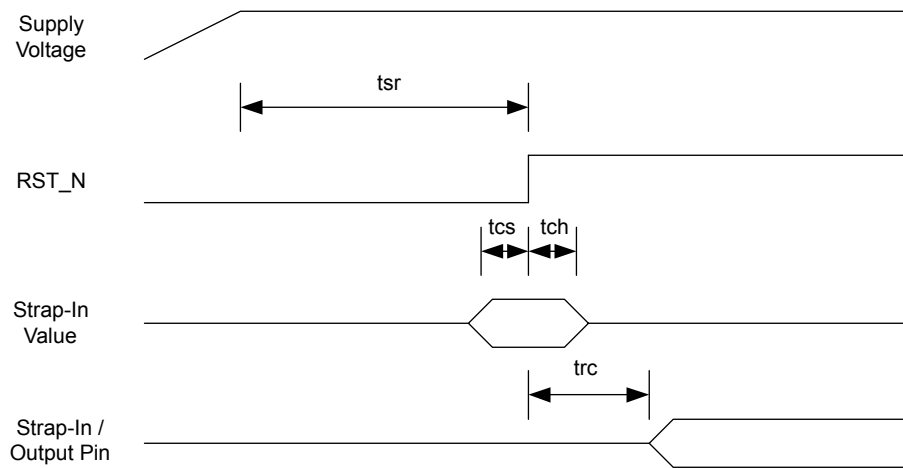 Supply
Voltage
tsr
RST_N
tcs
tch
Strap-In
Value
trc
Strap-In /
Output Pin